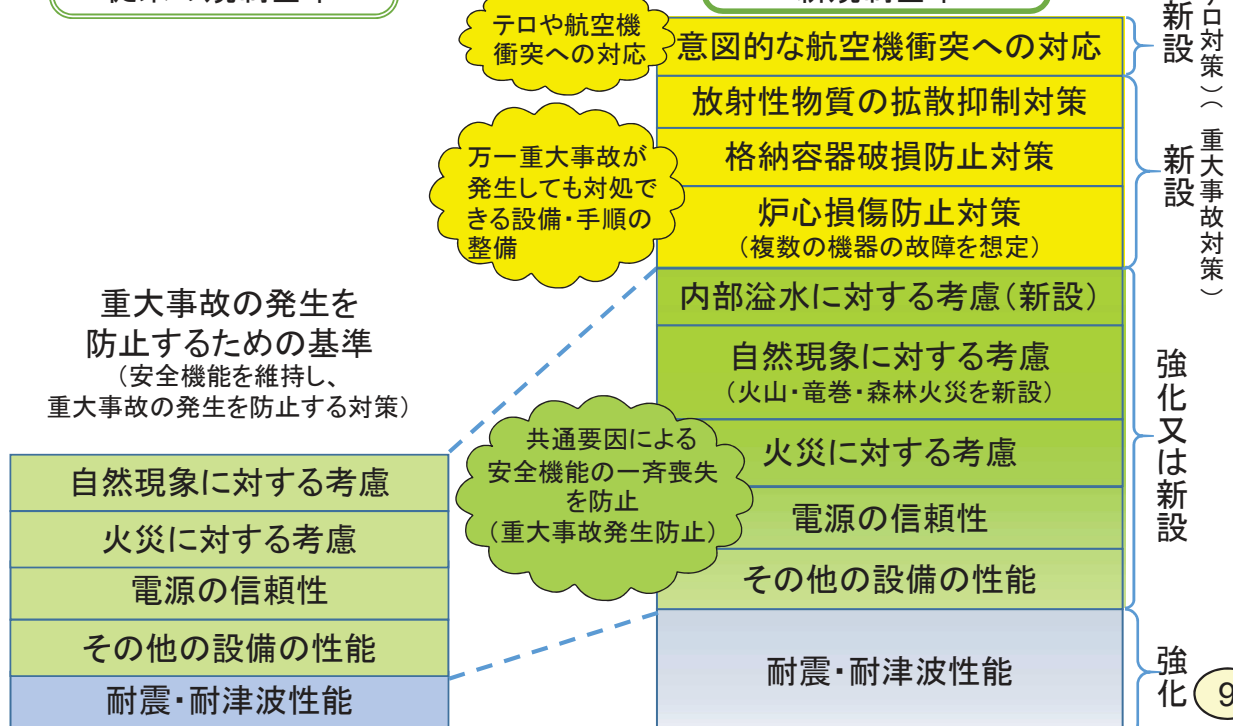 テロや航空機
衝突への対応
万一重大事故が
発生しても対処で
きる設備・手順の
整備
重大事故の発生を
防止するための基準
（安全機能を維持し、
重大事故の発生を防止する対策）
自然現象に対する考慮
火災に対する考慮
電源の信頼性
その他の設備の性能
耐震・耐津波性能
共通要因による
安全機能の一斉喪失
を防止
（重大事故発生防止）
意図的な航空機衝突への対応
放射性物質の拡散抑制対策
格納容器破損防止対策
炉心損傷防止対策
（複数の機器の故障を想定）
内部溢水に対する考慮（新設）
自然現象に対する考慮
（火山・竜巻・森林火災を新設）
火災に対する考慮
電源の信頼性
その他の設備の性能
耐震・耐津波性能
新設
ロ対策）
新設
（重大事故対策）
強化又は新設
強化
9